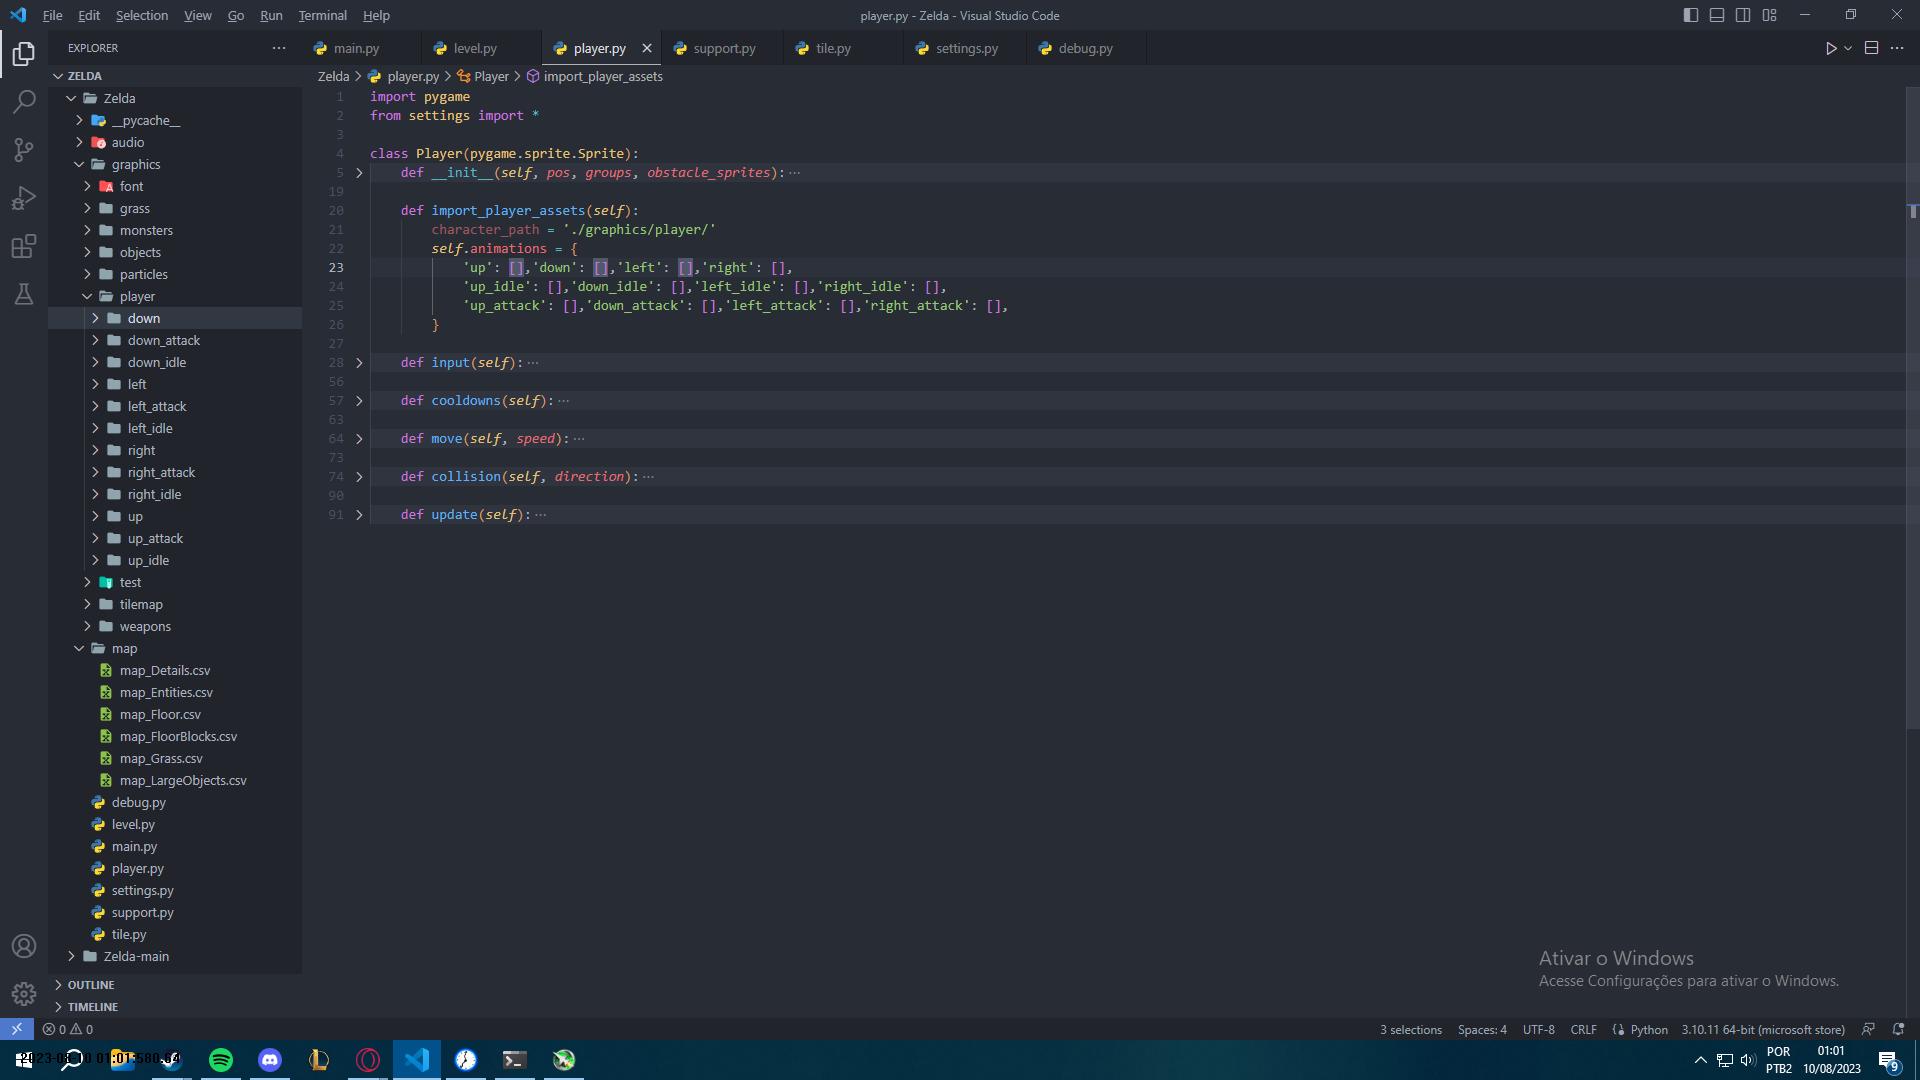 File Edit Selection View Go Run Terminal Help
player.py - Zelda - Visual Studio Code
EXPLORER
main.py level.py player.py support.py tile.py settings.py debug.py
ZELDA
Zelda > player.py > Player > import_player_assets
Zelda
__pycache__
audio
graphics
font
grass
monsters
objects
particles
player
down
down_attack
down_idle
left
left_attack
left_idle
right
right_attack
right_idle
up
up_attack
up_idle
test
tilemap
weapons
map
map_Details.csv
map_Entities.csv
map_Floor.csv
map_FloorBlocks.csv
map_Grass.csv
map_LargeObjects.csv
debug.py
level.py
main.py
player.py
settings.py
support.py
tile.py
Zelda-main
OUTLINE
TIMELINE
1 import pygame
2 from settings import *
3
4 class Player(pygame.sprite.Sprite):
5 def __init__(self, pos, groups, obstacle_sprites):···
19
20 def import_player_assets(self):
21 character_path = './graphics/player/'
22 self.animations = {
23 'up': [],'down': [],'left': [],'right': [],
24 'up_idle': [],'down_idle': [],'left_idle': [],'right_idle': [],
25 'up_attack': [],'down_attack': [],'left_attack': [],'right_attack': [],
26 }
27
28 def input(self):···
56
57 def cooldowns(self):···
63
64 def move(self, speed):···
73
74 def collision(self, direction):···
90
91 def update(self):···
Ativar o Windows
Acesse Configurações para ativar o Windows.
0 0
3 selections Spaces: 4 UTF-8 CRLF Python 3.10.11 64-bit (microsoft store)
POR
PTB2
01:01
10/08/2023
9